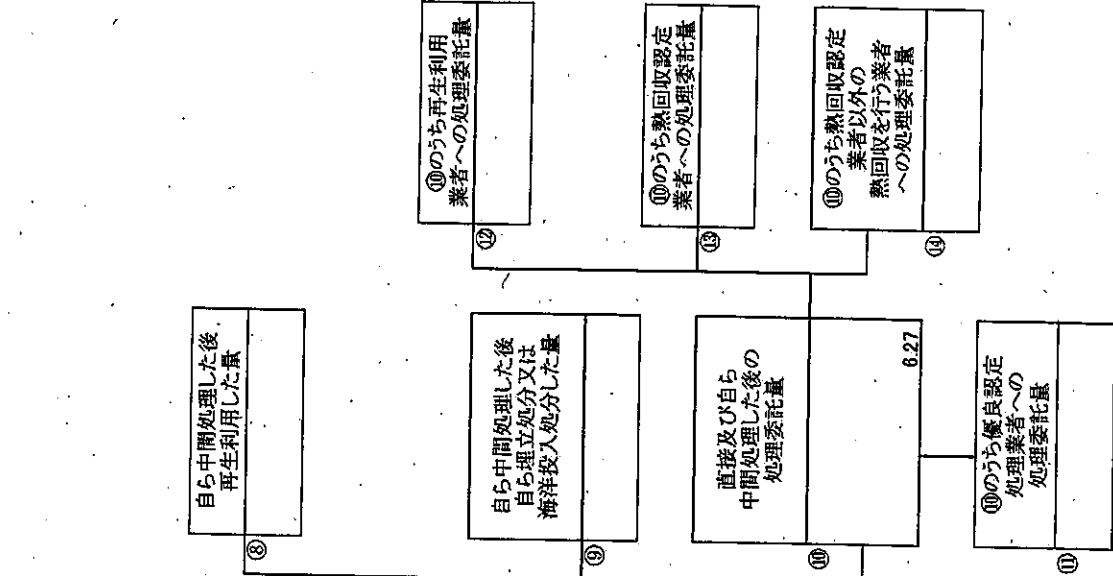 ⑧
自ら中間処理した後
再生利用した量
⑨
自ら中間処理した後
自ら埋立処分又は
海洋投入処分した量
⑩
直接及び自ら
中間処理した後の
処理委託量
6.27
⑪
⑩のうち優良認定
処理業者への
処理委託量
⑫
⑩のうち再生利用
業者への処理委託量
⑬
⑩のうち熱回収認定
業者への処理委託量
⑭
⑩のうち熱回収認定
業者以外の
熱回収を行う業者
への処理委託量